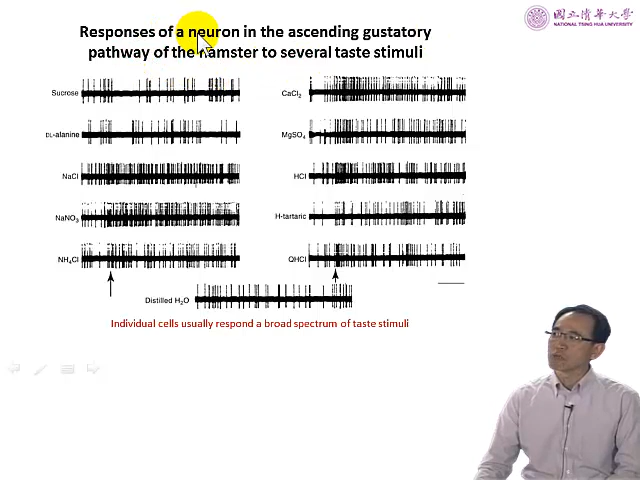 Responses of a neuron in the ascending gustatory
pathway of the hamster to several taste stimuli
國立清華大學
NATIONAL TSING HUA UNIVERSITY
Sucrose
DL-alanine
NaCl
NaNO3
NH4Cl
CaCl2
MgSO4
HCl
H-tartaric
QHCl
Distilled H2O
Individual cells usually respond a broad spectrum of taste stimuli